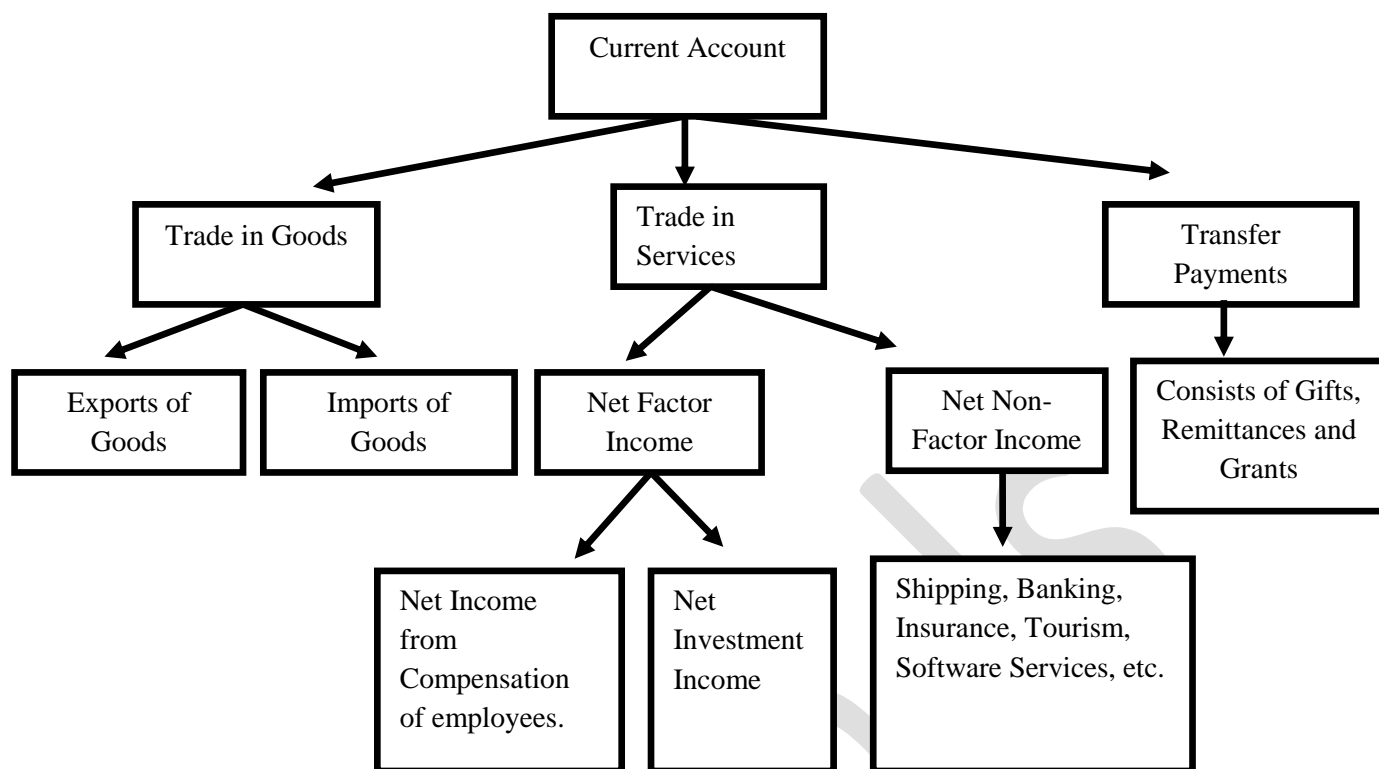 Current Account
Trade in Goods
Trade in
Services
Transfer
Payments
Exports of
Goods
Imports of
Goods
Net Factor
Income
Net Non-
Factor Income
Consists of Gifts,
Remittances and
Grants
Net Income
from
Compensation
of employees.
Net
Investment
Income
Shipping, Banking,
Insurance, Tourism,
Software Services, etc.